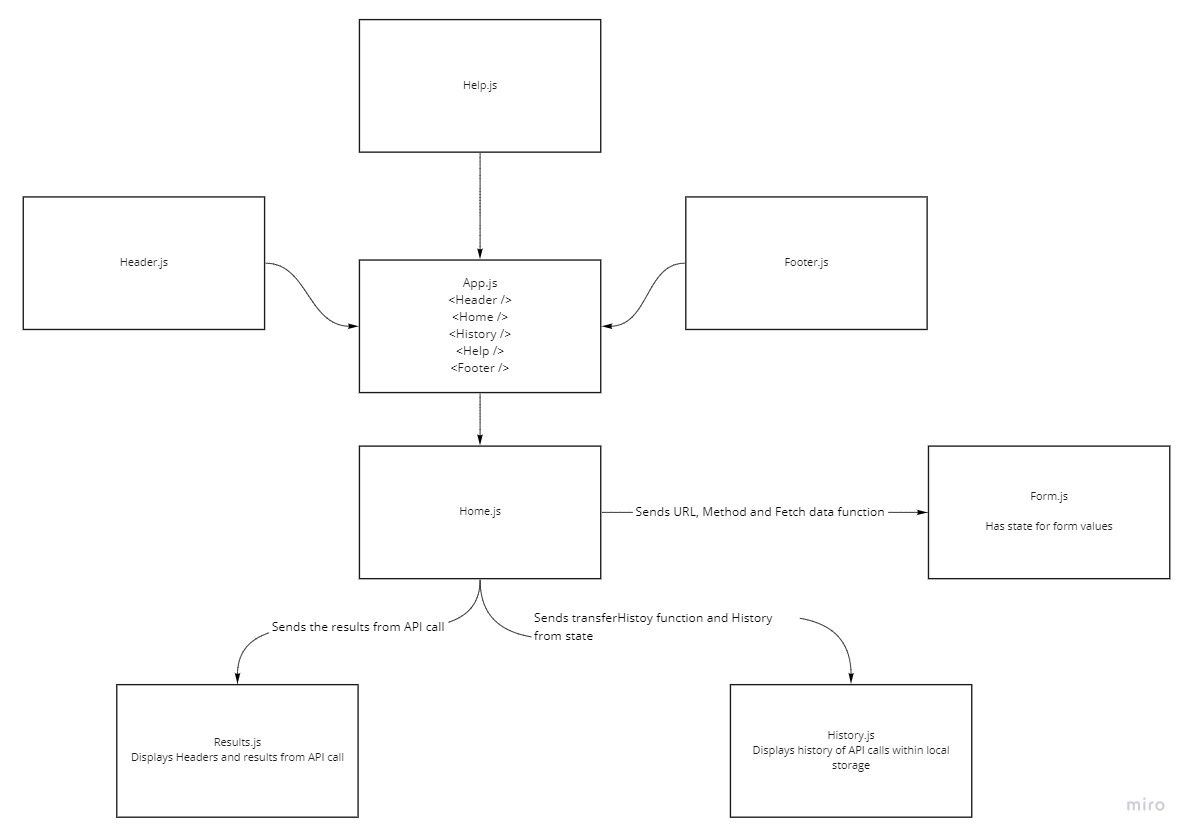 Help.js
Header.js
Footer.js
App.js
<Header />
<Home />
<History />
<Help />
<Footer />
Home.js
Sends URL, Method and Fetch data function
Form.js
Has state for form values
Sends the results from API call
Sends transferHistoy function and History
from state
Results.js
Displays Headers and results from API call
History.js
Displays history of API calls within local
storage
miro